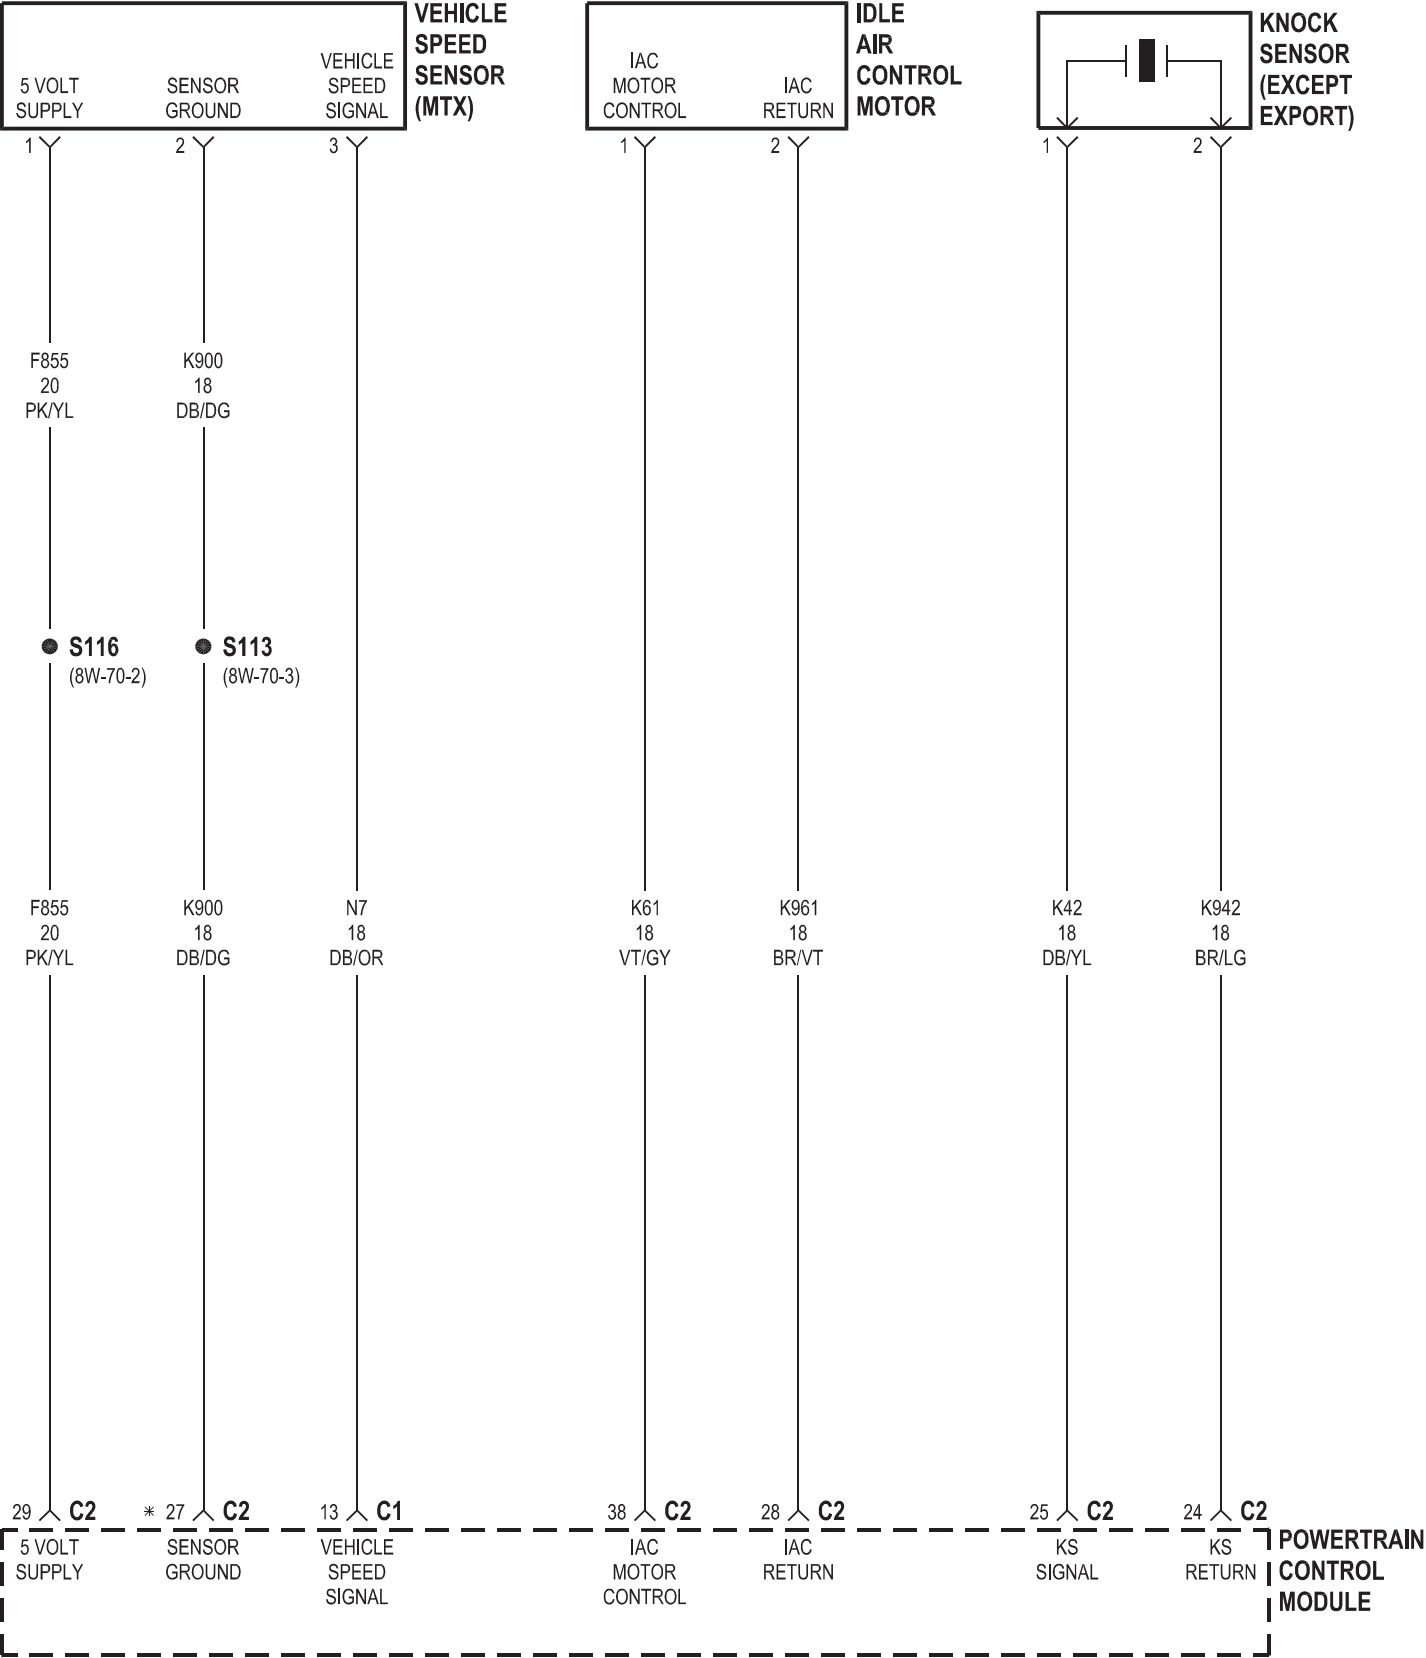 VEHICLE
SPEED
SENSOR
(MTX)
5 VOLT
SUPPLY
SENSOR
GROUND
VEHICLE
SPEED
SIGNAL
IDLE
AIR
CONTROL
MOTOR
IAC
MOTOR
CONTROL
IAC
RETURN
KNOCK
SENSOR
(EXCEPT
EXPORT)
1
2
3
1
2
1
2
F855
20
PK/YL
K900
18
DB/DG
S116
(8W-70-2)
S113
(8W-70-3)
F855
20
PK/YL
K900
18
DB/DG
N7
18
DB/OR
K61
18
VT/GY
K961
18
BR/VT
K42
18
DB/YL
K942
18
BR/LG
29 C2
* 27 C2
13 C1
38 C2
28 C2
25 C2
24 C2
5 VOLT
SUPPLY
SENSOR
GROUND
VEHICLE
SPEED
SIGNAL
IAC
MOTOR
CONTROL
IAC
RETURN
KS
SIGNAL
KS
RETURN
POWERTRAIN
CONTROL
MODULE